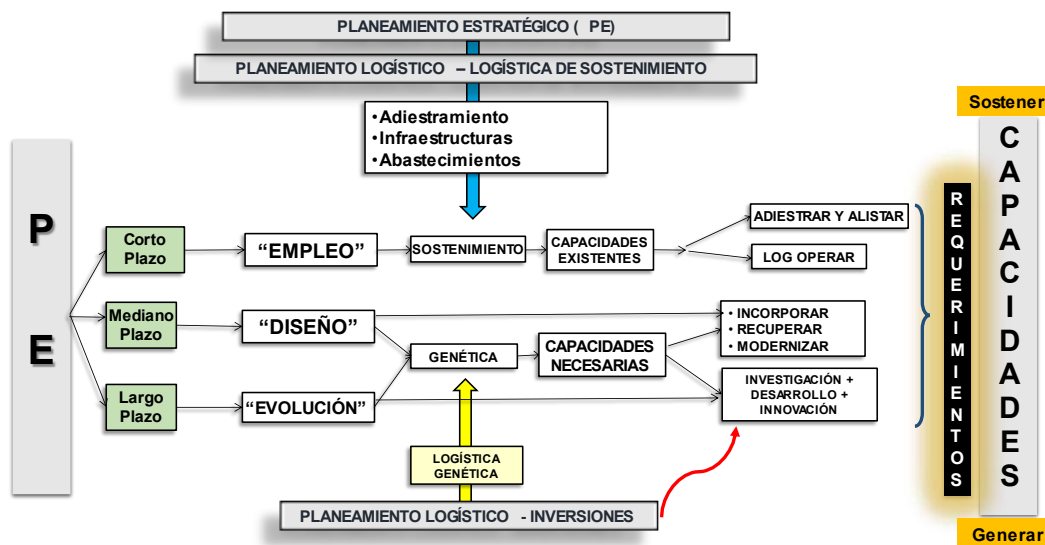 PLANEAMIENTO ESTRATÉGICO ( PE)
PLANEAMIENTO LOGÍSTICO – LOGÍSTICA DE SOSTENIMIENTO
•Adiestramiento
•Infraestructuras
•Abastecimientos
Sostener
P
E
Corto
Plazo
“EMPLEO”
SOSTENIMIENTO
CAPACIDADES
EXISTENTES
ADIESTRAR Y ALISTAR
LOG OPERAR
Mediano
Plazo
“DISEÑO”
GENÉTICA
CAPACIDADES
NECESARIAS
• INCORPORAR
• RECUPERAR
• MODERNIZAR
Largo
Plazo
“EVOLUCIÓN”
INVESTIGACIÓN +
DESARROLLO +
INNOVACIÓN
LOGÍSTICA
GENÉTICA
PLANEAMIENTO LOGÍSTICO - INVERSIONES
REQUERIMIENTOS
CAPACIDADES
Generar